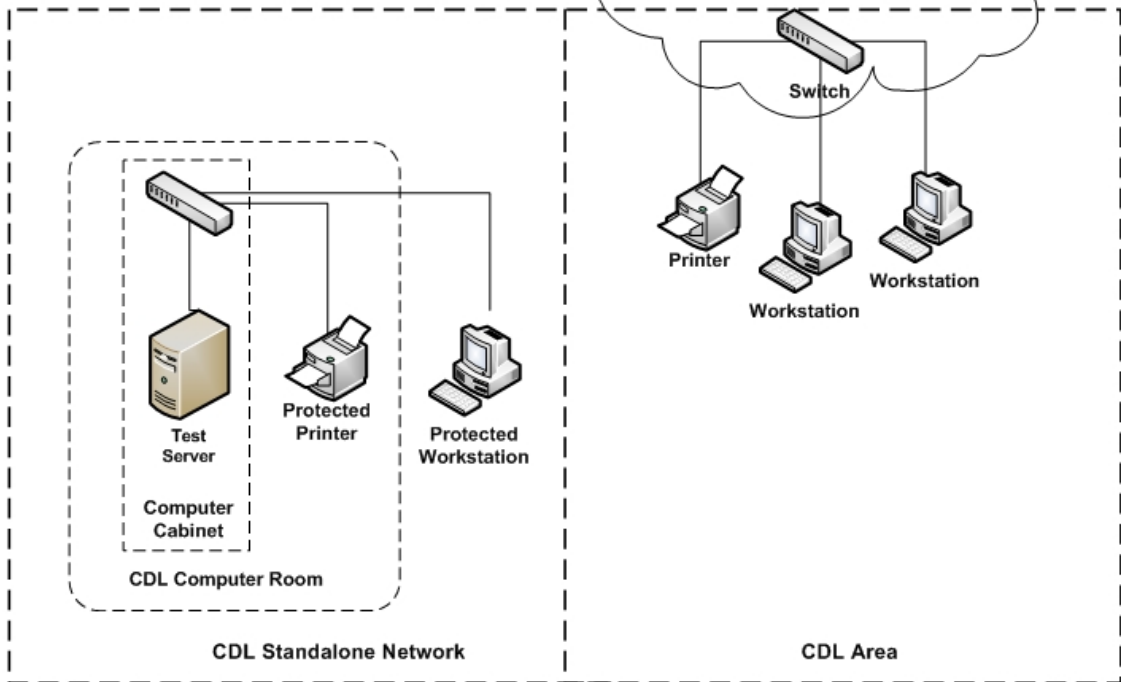 Switch
Printer
Workstation
Workstation
Test
Server
Protected
Printer
Protected
Workstation
Computer
Cabinet
CDL Computer Room
CDL Standalone Network
CDL Area